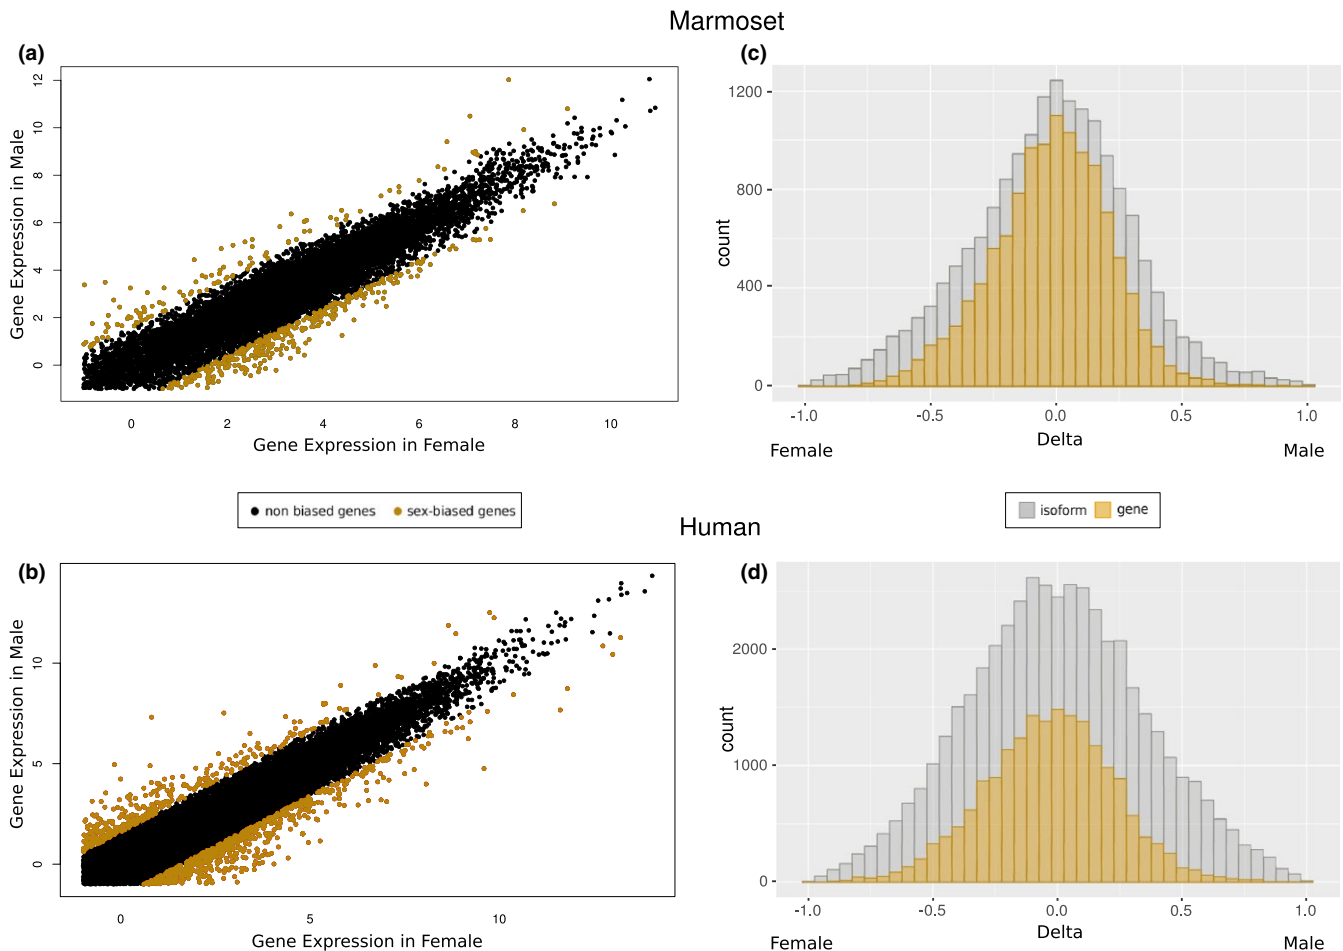 Marmoset
(a)
Gene Expression in Male
12
10
8
6
4
2
0
0 2 4 6 8 10
Gene Expression in Female
(c)
count
1200
800
400
0
-1.0 -0.5 0.0 0.5 1.0
Female Delta Male
non biased genes sex-biased genes
isoform gene
Human
(b)
Gene Expression in Male
10
5
0
0 5 10
Gene Expression in Female
(d)
count
2000
1000
0
-1.0 -0.5 0.0 0.5 1.0
Female Delta Male